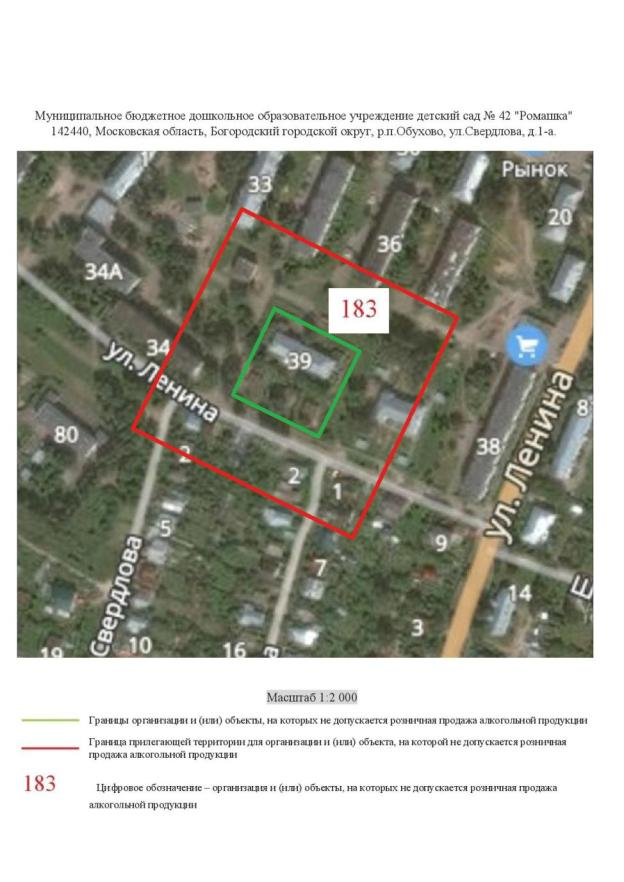 Муниципальное бюджетное дошкольное образовательное учреждение детский сад № 42 "Ромашка"
142440, Московская область, Богородский городской округ, р.п.Обухово, ул.Свердлова, д.1-а.
Рынок
33
20
36
34А
183
39
34
ул. Ленина
80
38
8
ул. Ленина
2
2
1
5
9
7
14
Свердлова
3
10
16
19
а
Е
Масштаб 1:2 000
Границы организации и (или) объекты, на которых не допускается розничная продажа алкогольной продукции
Граница прилегающей территории для организации и (или) объекта, на которой не допускается розничная
продажа алкогольной продукции
183 Цифровое обозначение – организация и (или) объекты, на которых не допускается розничная продажа
алкогольной продукции